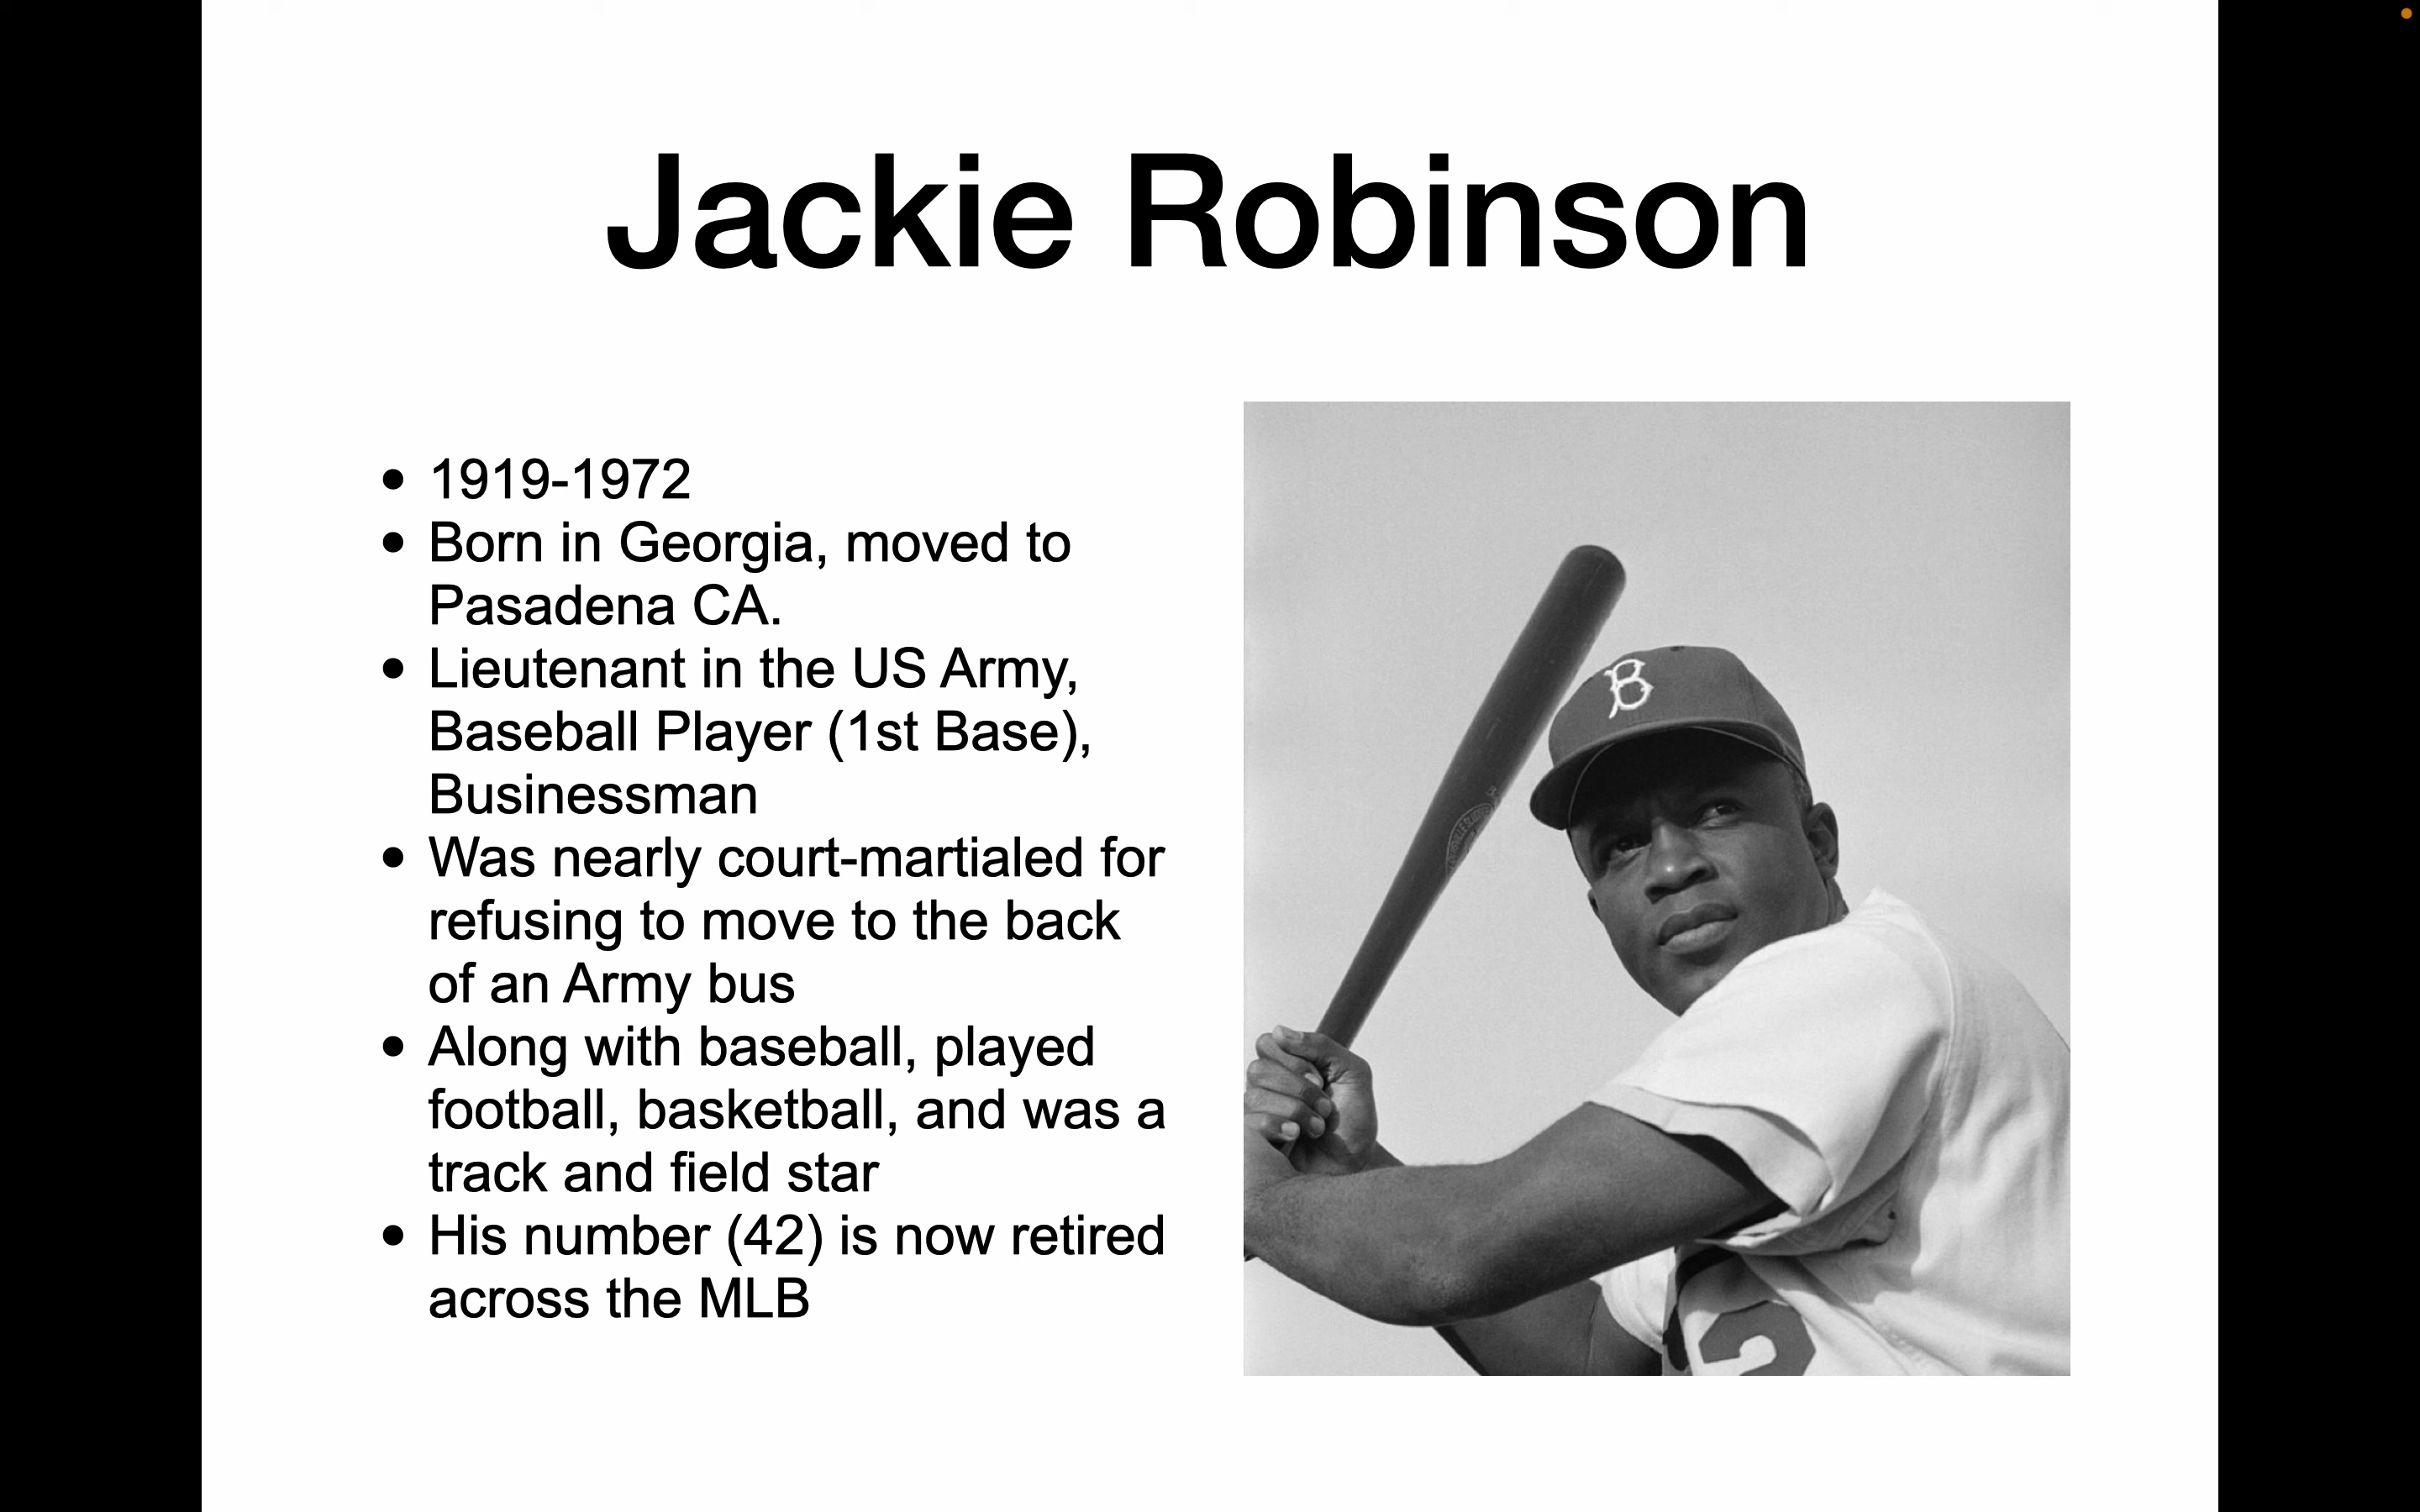 Jackie Robinson
• 1919-1972
• Born in Georgia, moved to
Pasadena CA.
• Lieutenant in the US Army,
Baseball Player (1st Base),
Businessman
• Was nearly court-martialed for
refusing to move to the back
of an Army bus
• Along with baseball, played
football, basketball, and was a
track and field star
• His number (42) is now retired
across the MLB
B
2